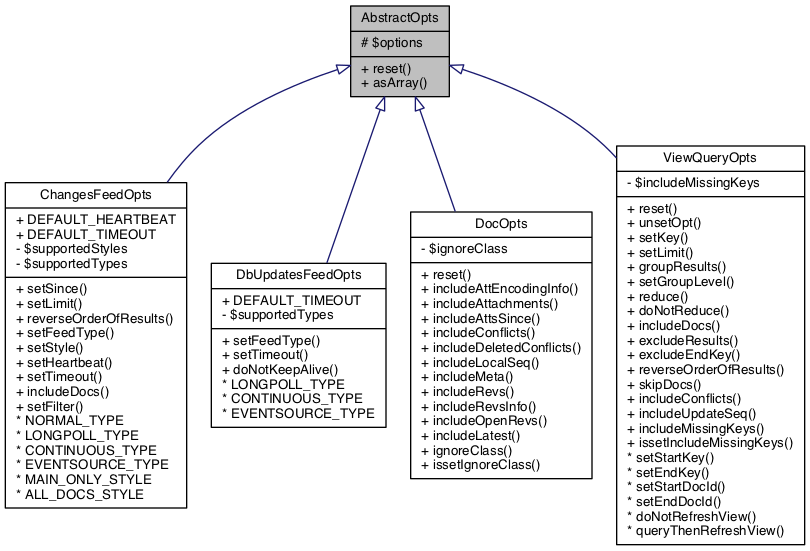 AbstractOpts
# $options
+ reset()
+ asArray()
ChangesFeedOpts
+ DEFAULT_HEARTBEAT
+ DEFAULT_TIMEOUT
- $supportedStyles
- $supportedTypes
+ setSince()
+ setLimit()
+ reverseOrderOfResults()
+ setFeedType()
+ setStyle()
+ setHeartbeat()
+ setTimeout()
+ includeDocs()
+ setFilter()
* NORMAL_TYPE
* LONGPOLL_TYPE
* CONTINUOUS_TYPE
* EVENTSOURCE_TYPE
* MAIN_ONLY_STYLE
* ALL_DOCS_STYLE
DbUpdatesFeedOpts
+ DEFAULT_TIMEOUT
- $supportedTypes
+ setFeedType()
+ setTimeout()
+ doNotKeepAlive()
* LONGPOLL_TYPE
* CONTINUOUS_TYPE
* EVENTSOURCE_TYPE
DocOpts
- $ignoreClass
+ reset()
+ includeAttEncodingInfo()
+ includeAttachments()
+ includeAttsSince()
+ includeConflicts()
+ includeDeletedConflicts()
+ includeLocalSeq()
+ includeMeta()
+ includeRevs()
+ includeRevsInfo()
+ includeOpenRevs()
+ includeLatest()
+ ignoreClass()
+ issetIgnoreClass()
ViewQueryOpts
- $includeMissingKeys
+ reset()
+ unsetOpt()
+ setKey()
+ setLimit()
+ groupResults()
+ setGroupLevel()
+ reduce()
+ doNotReduce()
+ includeDocs()
+ excludeResults()
+ excludeEndKey()
+ reverseOrderOfResults()
+ skipDocs()
+ includeConflicts()
+ includeUpdateSeq()
+ includeMissingKeys()
+ issetIncludeMissingKeys()
* setStartKey()
* setEndKey()
* setStartDocId()
* setEndDocId()
* doNotRefreshView()
* queryThenRefreshView()